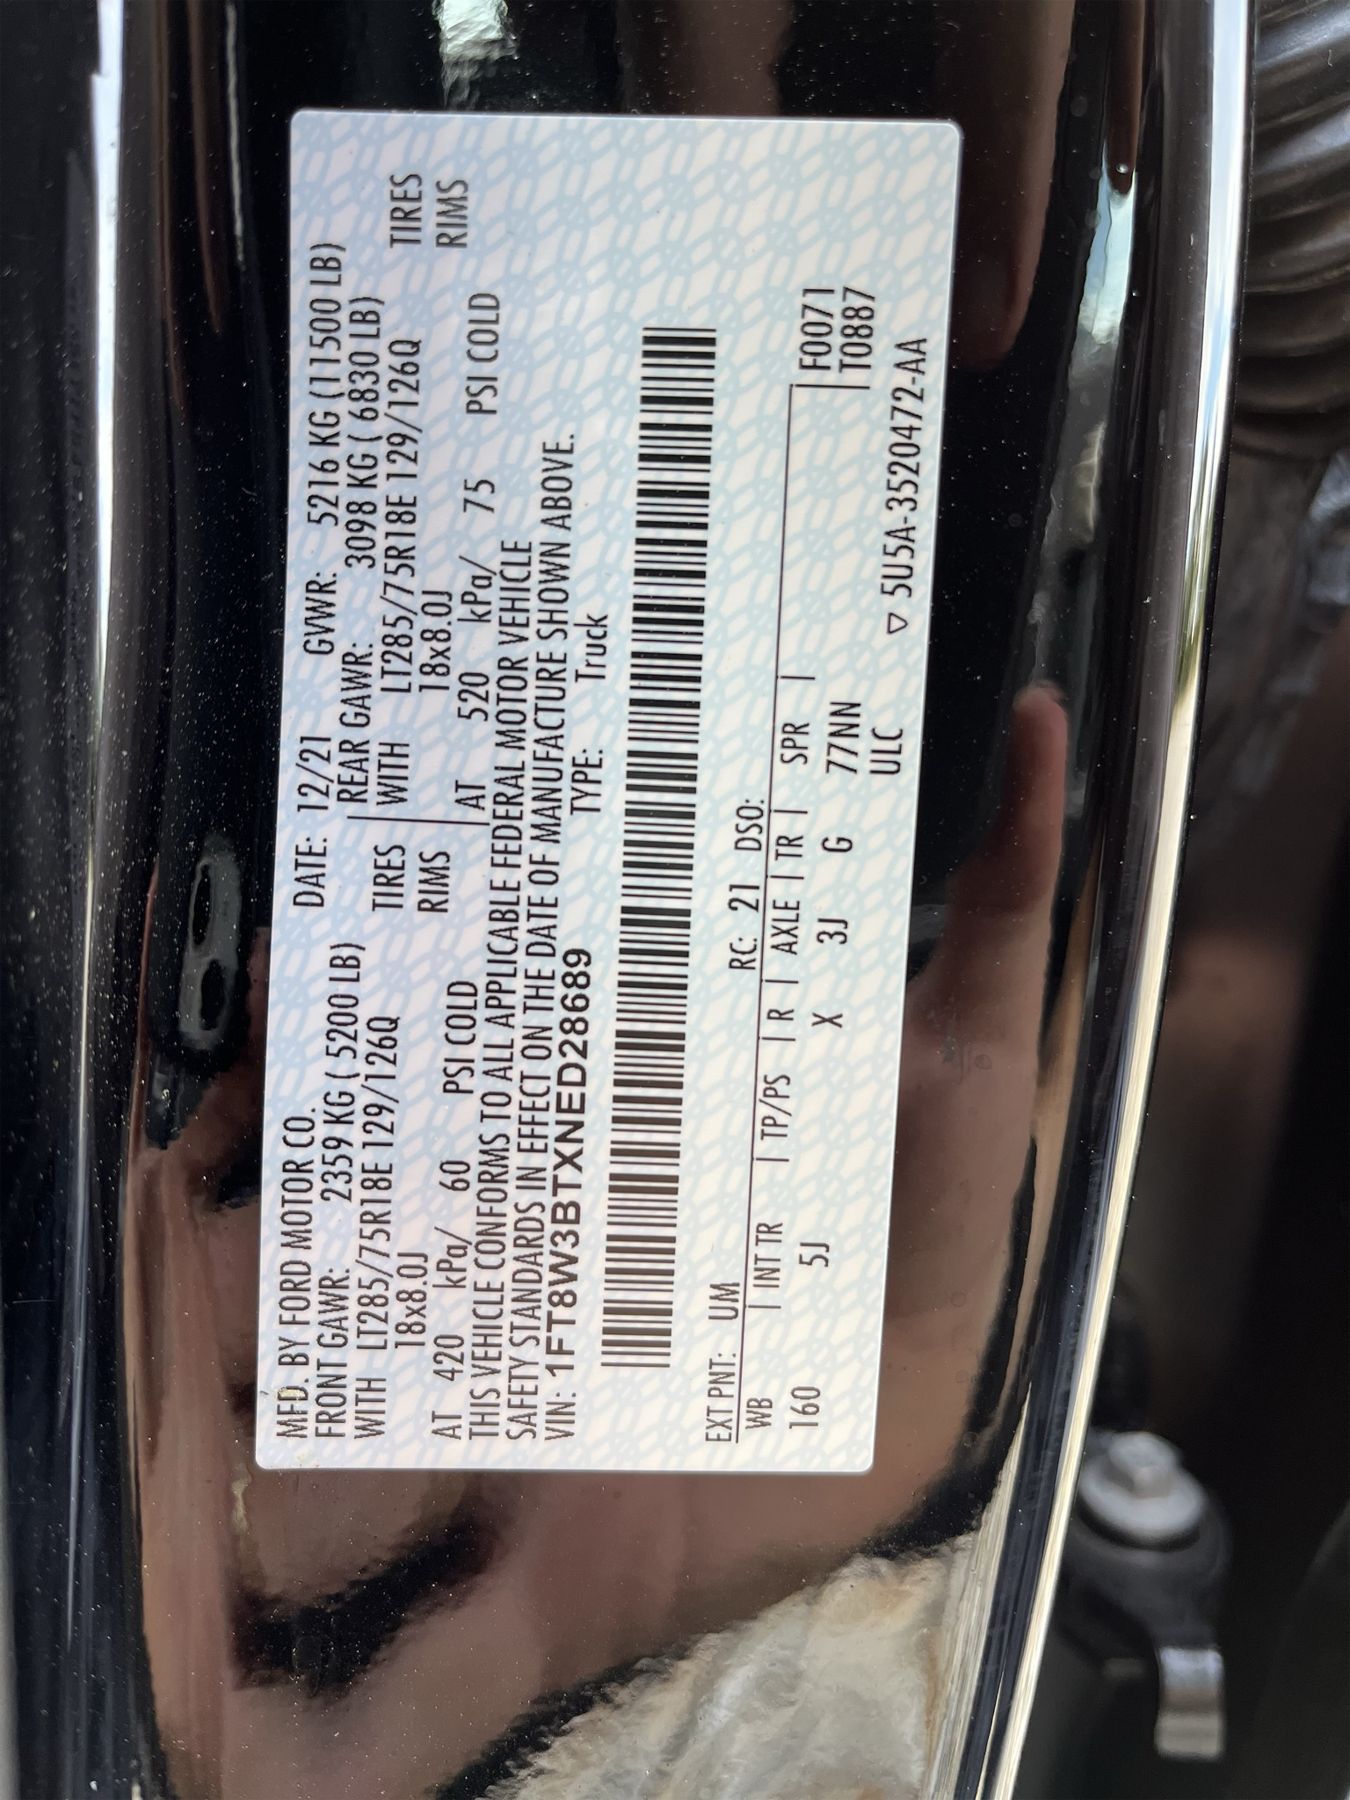 MFD. BY FORD MOTOR CO. DATE: 12/21 GVWR: 5216 KG (11500 LB)
FRONT GAWR: 2359 KG ( 5200 LB) REAR GAWR: 3098 KG ( 6830 LB)
WITH LT285/75R18E 129/126Q TIRES WITH LT285/75R18E 129/126Q TIRES
18x8.0J RIMS 18x8.0J RIMS
AT 420 kPa/ 60 PSI COLD AT 520 kPa/ 75 PSI COLD
THIS VEHICLE CONFORMS TO ALL APPLICABLE FEDERAL MOTOR VEHICLE
SAFETY STANDARDS IN EFFECT ON THE DATE OF MANUFACTURE SHOWN ABOVE.
VIN: 1FT8W3BTXNED28689 TYPE: Truck
EXT PNT: UM RC: 21 DSO:
WB | INT TR | TP/PS | R | AXLE | TR | SPR | F0071
160 5J X 3J G 77NN T0887
ULC
▽ 5U5A-3520472-AA